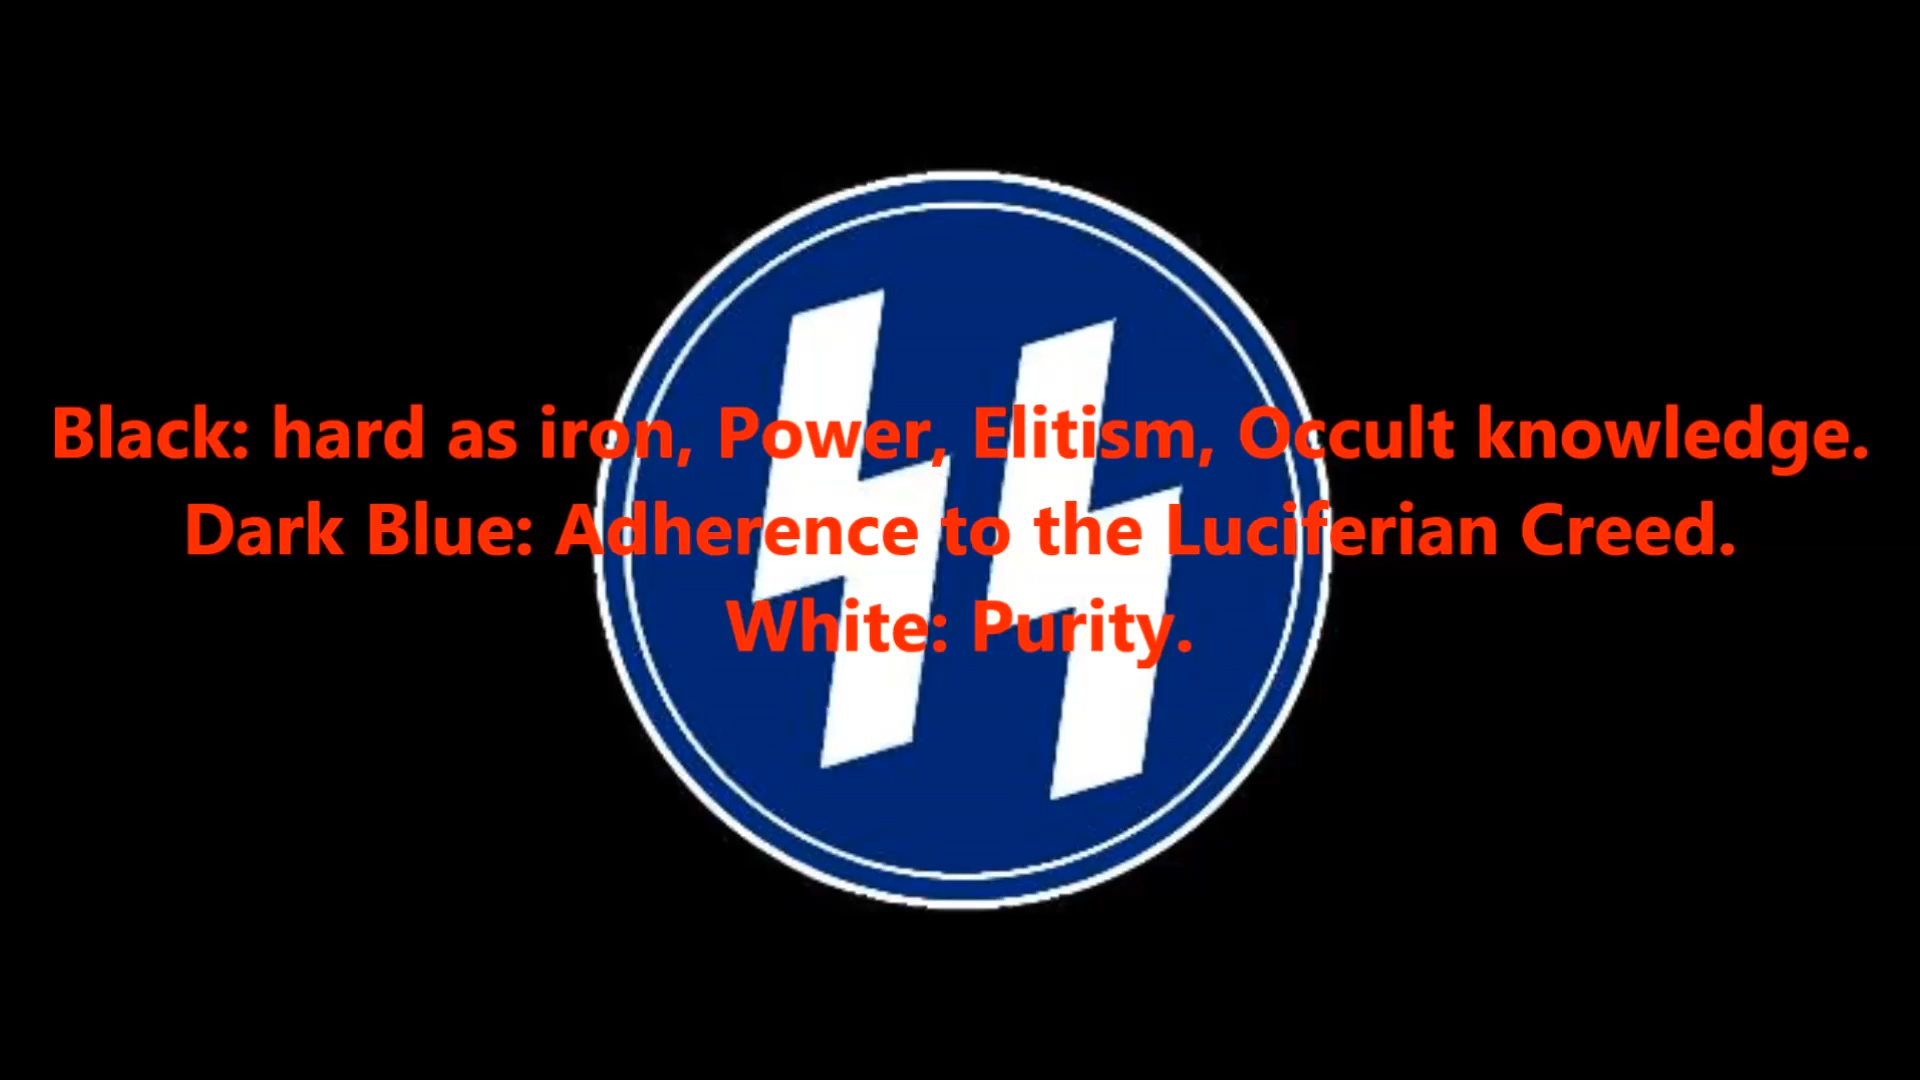 Black: hard as iron, Power, Elitism, Occult knowledge.
Dark Blue: Adherence to the Luciferian Creed.
White: Purity.